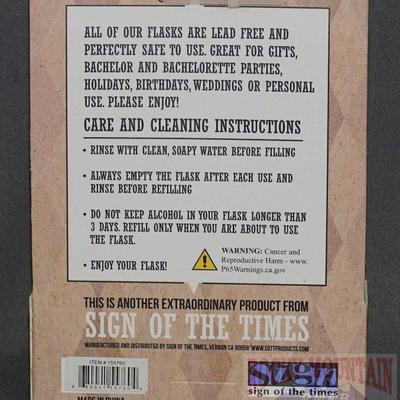 ALL OF OUR FLASKS ARE LEAD FREE AND
PERFECTLY SAFE TO USE. GREAT FOR GIFTS,
BACHELOR AND BACHELORETTE PARTIES,
HOLIDAYS, BIRTHDAYS, WEDDINGS OR PERSONAL
USE. PLEASE ENJOY!
CARE AND CLEANING INSTRUCTIONS
• RINSE WITH CLEAN, SOAPY WATER BEFORE FILLING
• ALWAYS EMPTY THE FLASK AFTER EACH USE AND
RINSE BEFORE REFILLING
• DO NOT KEEP ALCOHOL IN YOUR FLASK LONGER THAN
3 DAYS. REFILL ONLY WHEN YOU ARE ABOUT TO USE
THE FLASK.
• ENJOY YOUR FLASK!
WARNING: Cancer and
Reproductive Harm - www.
P65Warnings.ca.gov
THIS IS ANOTHER EXTRAORDINARY PRODUCT FROM
SIGN OF THE TIMES
MANUFACTURED AND DISTRIBUTED BY SIGN OF THE TIMES, VERNON CA 90058 WWW.SOTTPRODUCTS.COM
ITEM # 155760
MADE IN CHINA
sign
sign of the times
MOUNTAIN